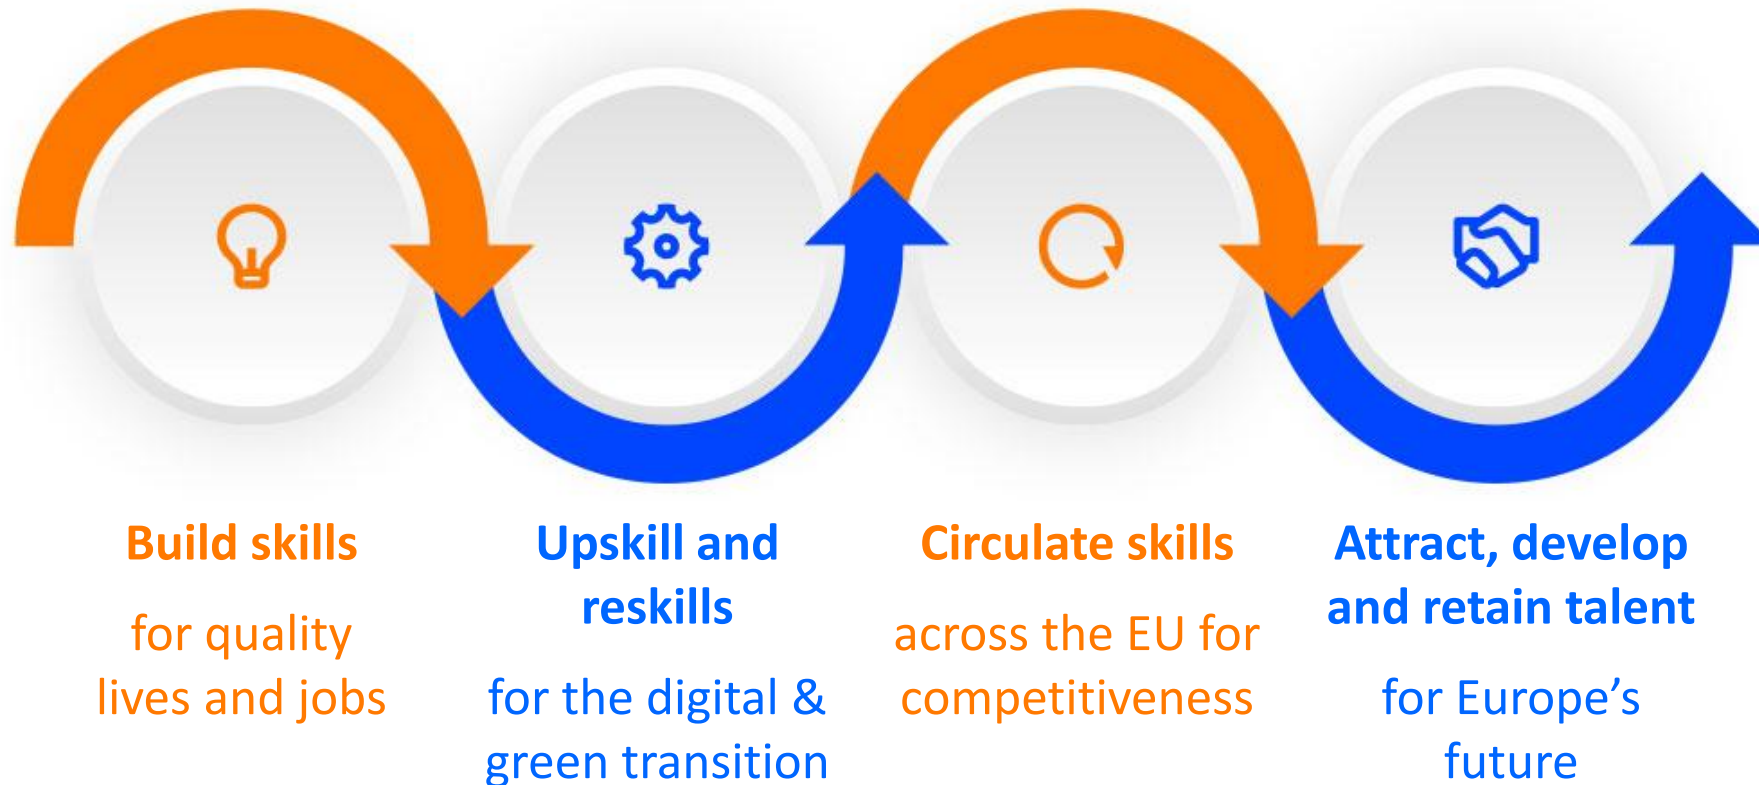 Build skills
for quality
lives and jobs
Upskill and
reskills
for the digital &
green transition
Circulate skills
across the EU for
competitiveness
Attract, develop
and retain talent
for Europe’s
future